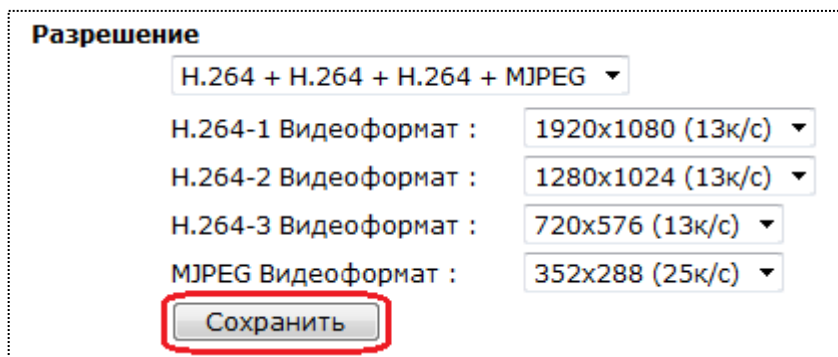 Разрешение
H.264 + H.264 + H.264 + MJPEG
H.264-1 Видеоформат : 1920x1080 (13к/с)
H.264-2 Видеоформат : 1280x1024 (13к/с)
H.264-3 Видеоформат : 720x576 (13к/с)
MJPEG Видеоформат : 352x288 (25к/с)
Сохранить